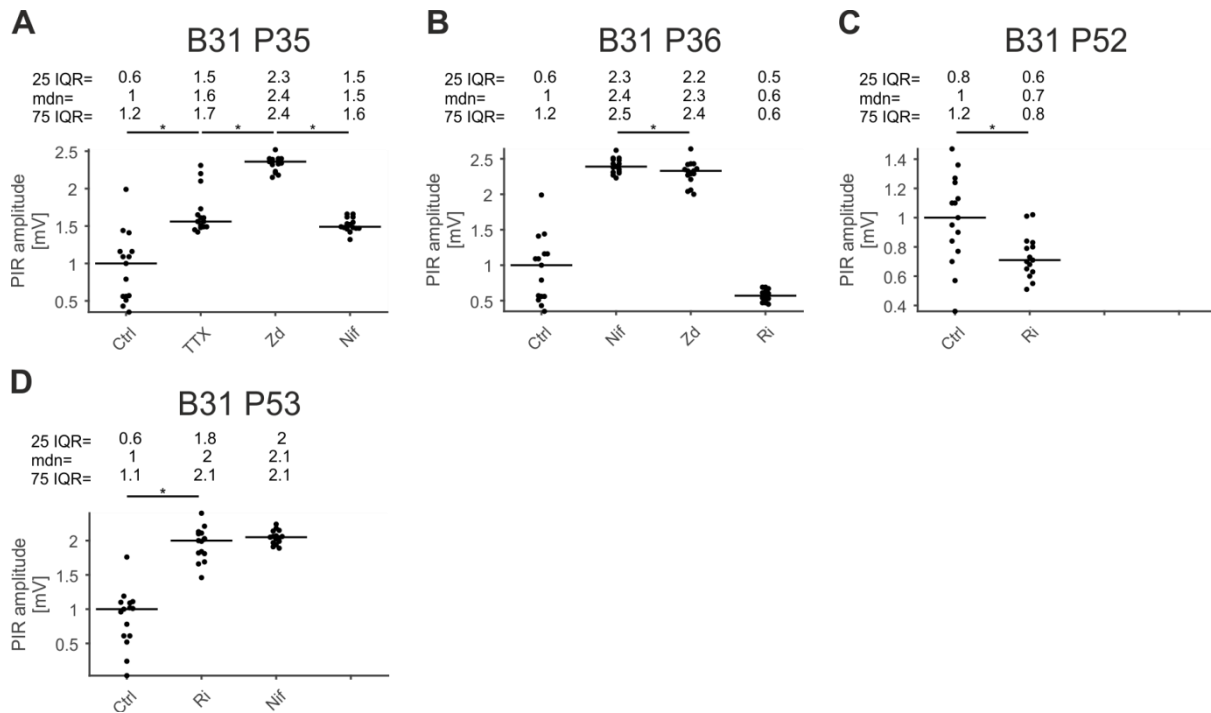 A
B31 P35
25 IQR= 0.6 1.5 2.3 1.5
mdn= 1 1.6 2.4 1.5
75 IQR= 1.2 1.7 2.4 1.6
* * *
2.5
2
1.5
1
0.5
PIR amplitude
[mV]
Ctrl TTX Zd Nif
B
B31 P36
25 IQR= 0.6 2.3 2.2 0.5
mdn= 1 2.4 2.3 0.6
75 IQR= 1.2 2.5 2.4 0.6
*
2.5
2
1.5
1
0.5
PIR amplitude
[mV]
Ctrl Nif Zd Ri
C
B31 P52
25 IQR= 0.8 0.6
mdn= 1 0.7
75 IQR= 1.2 0.8
*
1.4
1.2
1
0.8
0.6
0.4
PIR amplitude
[mV]
Ctrl Ri
D
B31 P53
25 IQR= 0.6 1.8 2
mdn= 1 2 2.1
75 IQR= 1.1 2.1 2.1
*
2
1.5
1
0.5
PIR amplitude
[mV]
Ctrl Ri Nif